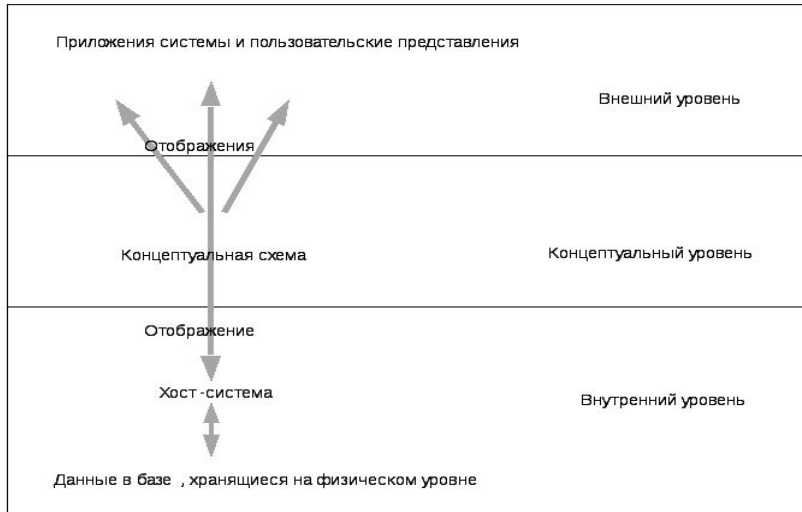 Приложения системы и пользовательские представления
Внешний уровень
Отображения
Концептуальная схема
Концептуальный уровень
Отображение
Хост-система
Внутренний уровень
Данные в базе , хранящиеся на физическом уровне